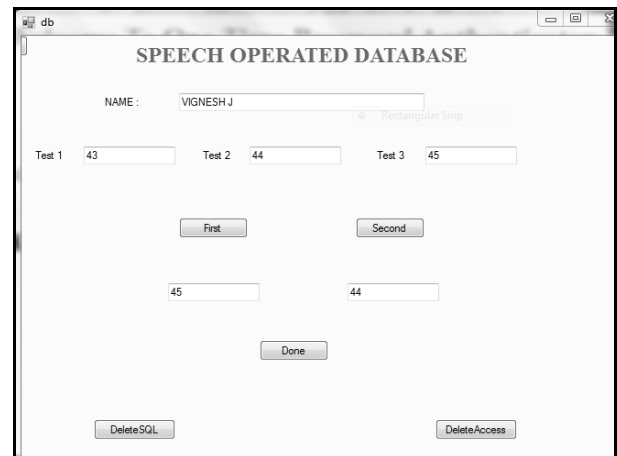 db
SPEECH OPERATED DATABASE
NAME : VIGNESH J
Rectangular Snip
Test 1 43 Test 2 44 Test 3 45
First Second
45 44
Done
DeleteSQL DeleteAccess